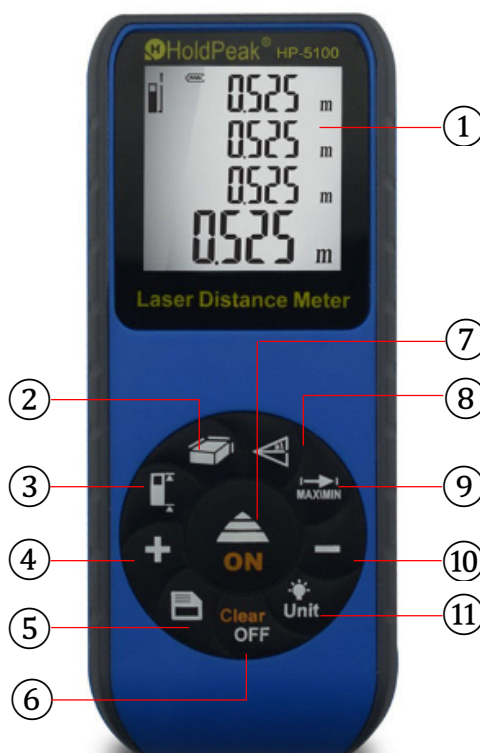 HoldPeak® HP-5100
0.525 m
0.525 m
0.525 m
0.525 m
Laser Distance Meter
①
②
③
④
⑤
⑥
⑦
⑧
⑨
⑩
⑪
MAX\MIN
+
ON
−
Unit
Clear
OFF